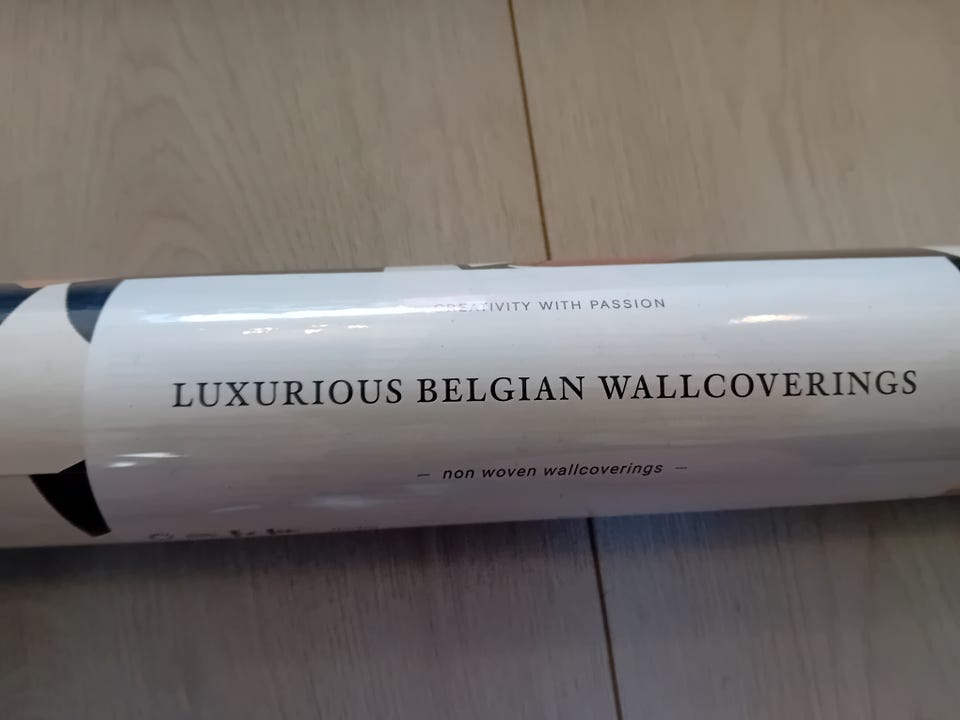 CREATIVITY WITH PASSION
LUXURIOUS BELGIAN WALLCOVERINGS
– non woven wallcoverings –